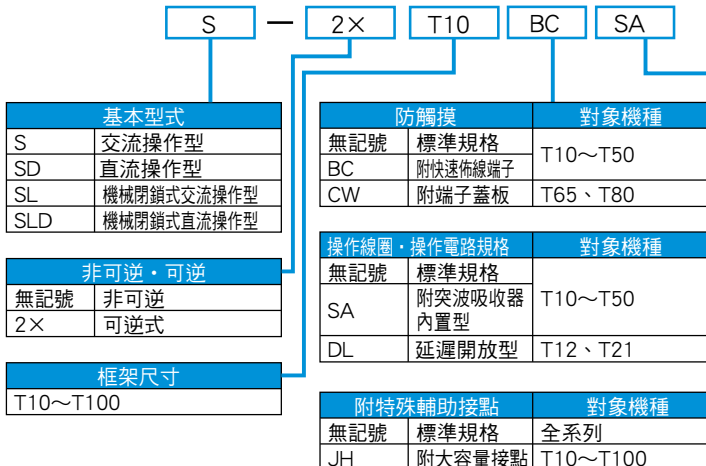 S — 2× T10 BC SA
基本型式
S 交流操作型
SD 直流操作型
SL 機械閉鎖式交流操作型
SLD 機械閉鎖式直流操作型
非可逆・可逆
無記號 非可逆
2× 可逆式
框架尺寸
T10～T100
防觸摸 對象機種
無記號 標準規格 T10～T50
BC 附快速佈線端子
CW 附端子蓋板 T65、T80
操作線圈・操作電路規格 對象機種
無記號 標準規格 T10～T50
SA 附突波吸收器
內置型
DL 延遲開放型 T12、T21
附特殊輔助接點 對象機種
無記號 標準規格 全系列
JH 附大容量接點 T10～T100